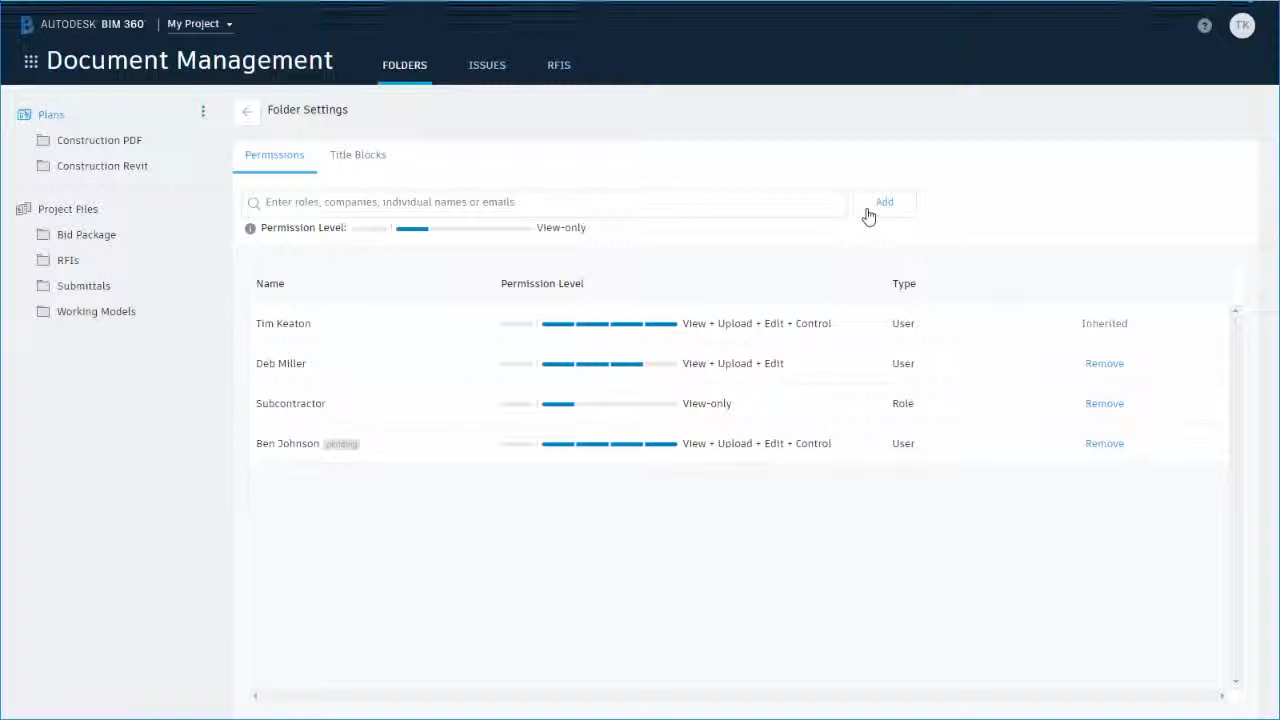 AUTODESK BIM 360 | My Project
TK
Document Management
FOLDERS ISSUES RFIS
Plans
Construction PDF
Construction Revit
Project Files
Bid Package
RFIs
Submittals
Working Models
Folder Settings
Permissions Title Blocks
Enter roles, companies, individual names or emails Add
Permission Level: View-only
Name Permission Level Type
Tim Keaton View + Upload + Edit + Control User Inherited
Deb Miller View + Upload + Edit User Remove
Subcontractor View-only Role Remove
Ben Johnson pending View + Upload + Edit + Control User Remove